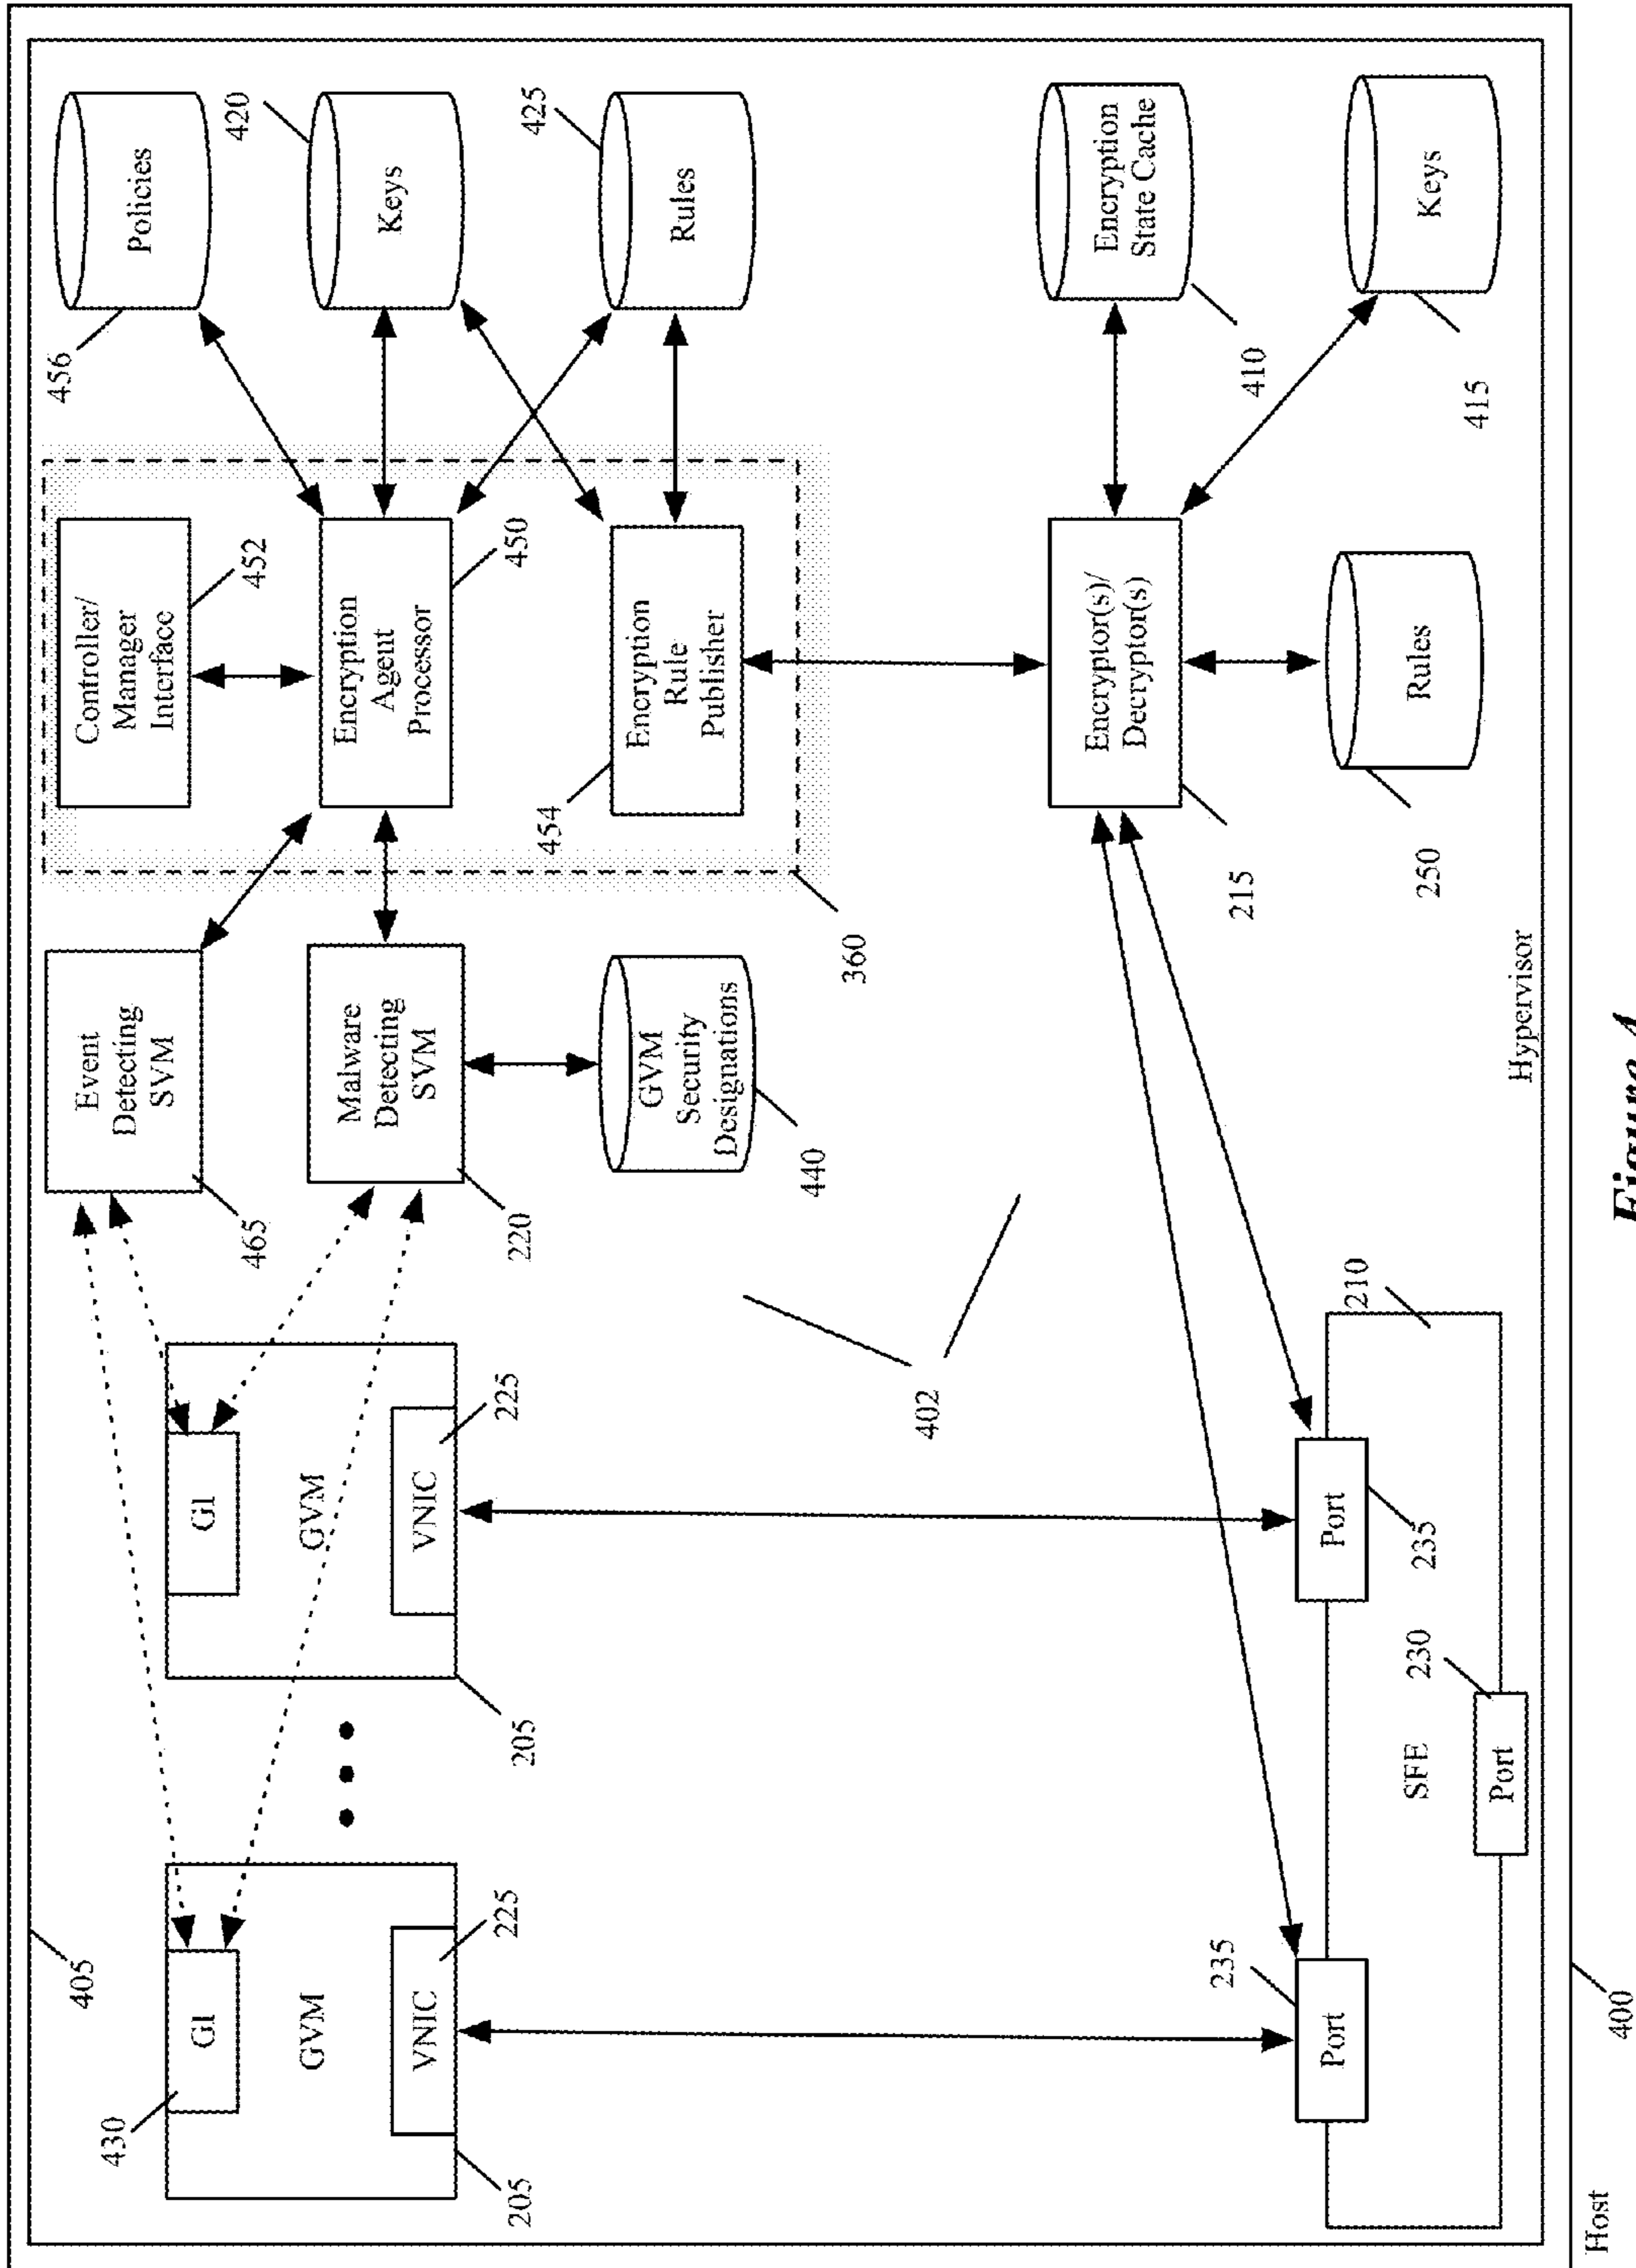 405
430
GI
GVM
VNIC
225
205
GI
GVM
VNIC
225
205
Event
Detecting
SVM
465
Malware
Detecting
SVM
220
GVM
Security
Designations
440
Controller/
Manager
Interface
452
Encryption
Agent
Processor
450
Encryption
Rule
Publisher
454
360
Policies
456
Keys
420
Rules
425
402
Encryptor(s)/
Decryptor(s)
215
Encryption
State Cache
410
Keys
415
Rules
250
235
Port
Port
235
210
SFE
230
Port
Hypervisor
Host
400
Figure 4